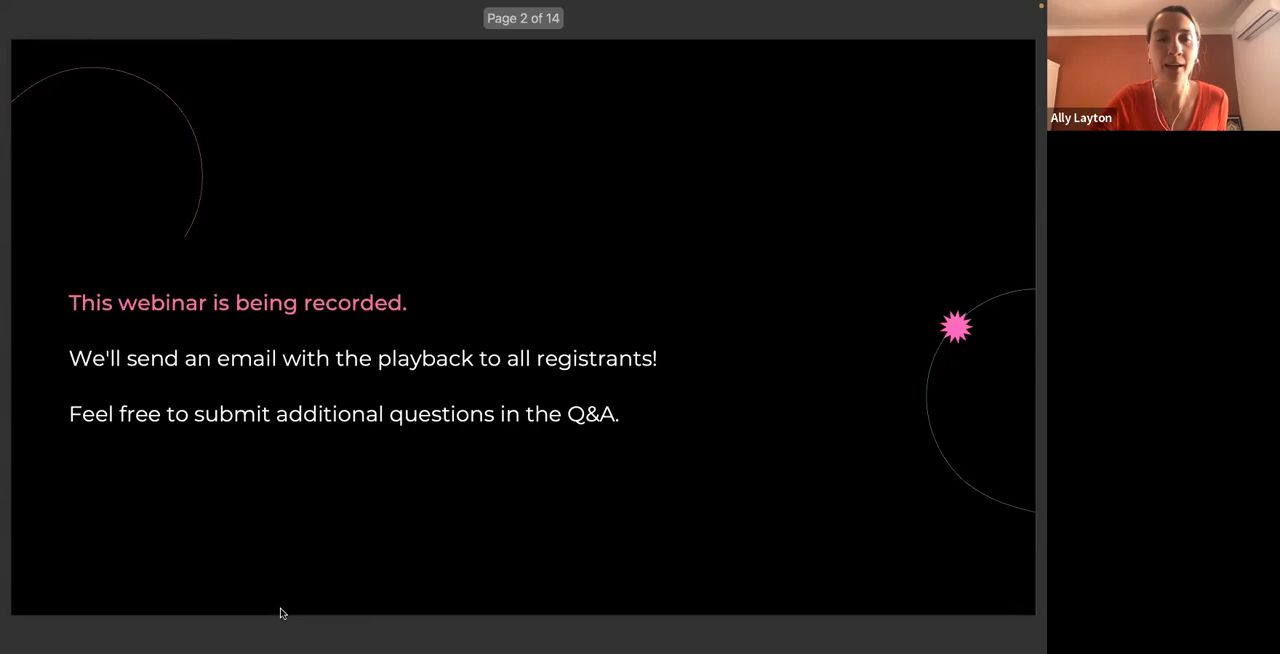 Page 2 of 14
Ally Layton
This webinar is being recorded.
We'll send an email with the playback to all registrants!
Feel free to submit additional questions in the Q&A.